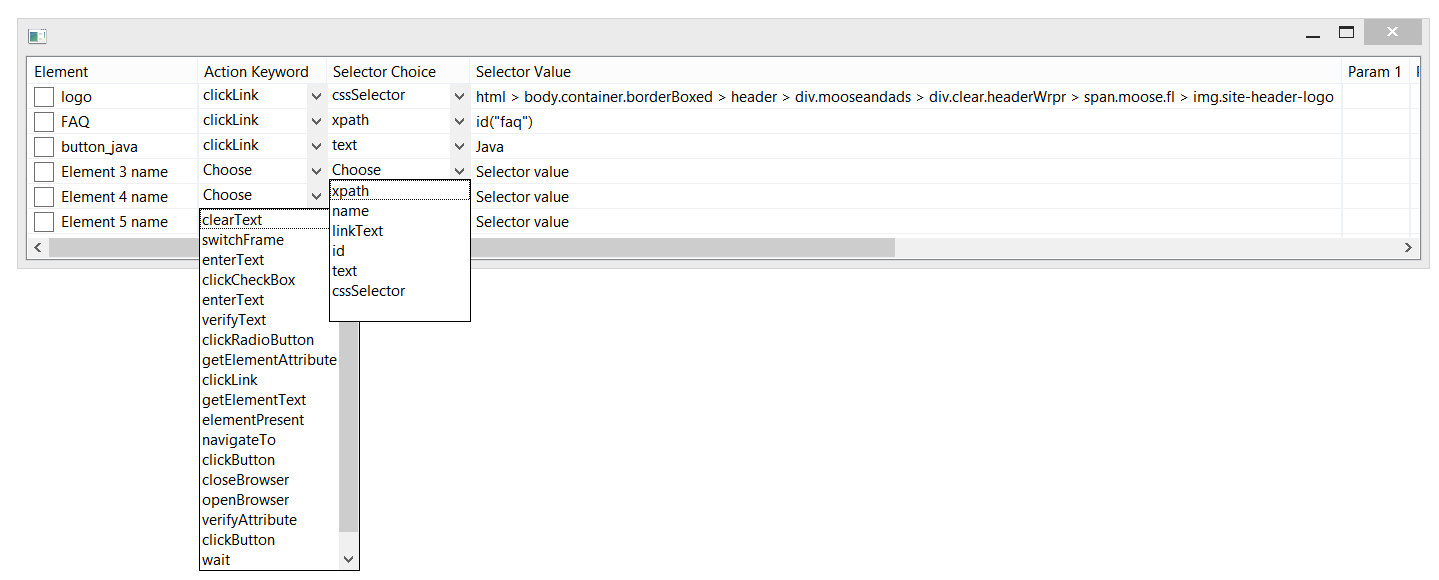 Element Action Keyword Selector Choice Selector Value Param 1
logo clickLink cssSelector html > body.container.borderBoxed > header > div.mooseandads > div.clear.headerWrpr > span.moose.fl > img.site-header-logo
FAQ clickLink xpath id("faq")
button_java clickLink text Java
Element 3 name Choose Choose Selector value
Element 4 name Choose Selector value
Element 5 name Selector value
xpath
name
linkText
id
text
cssSelector
clearText
switchFrame
enterText
clickCheckBox
enterText
verifyText
clickRadioButton
getElementAttribute
clickLink
getElementText
elementPresent
navigateTo
clickButton
closeBrowser
openBrowser
verifyAttribute
clickButton
wait